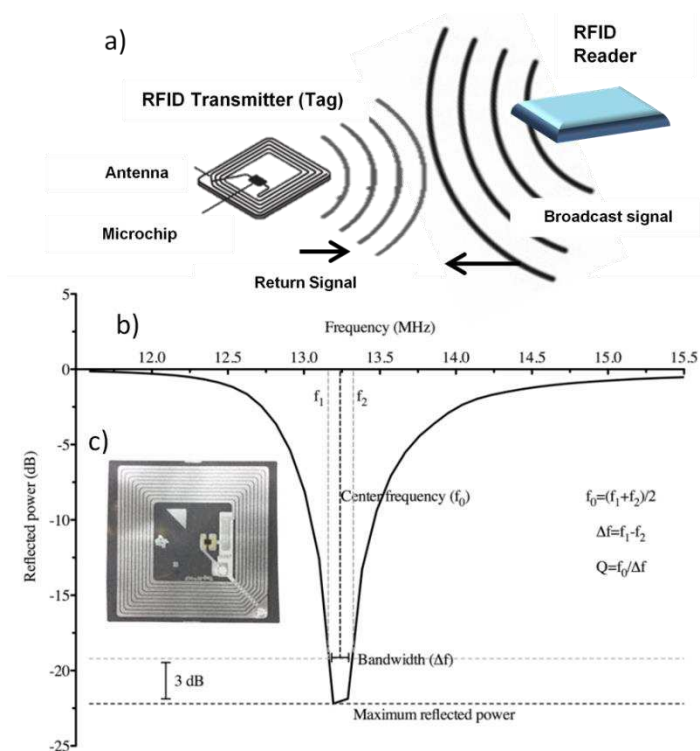 a)
RFID
Reader
RFID Transmitter (Tag)
Antenna
Microchip
Broadcast signal
Return Signal
b)
Frequency (MHz)
12.0 12.5 13.0 13.5 14.0 14.5 15.0 15.5
5
0
-5
-10
-15
-20
-25
Reflected power (dB)
f₁
f₂
c)
Center frequency (f₀)
f₀=(f₁+f₂)/2
Δf=f₁-f₂
Q=f₀/Δf
Bandwidth (Δf)
3 dB
Maximum reflected power